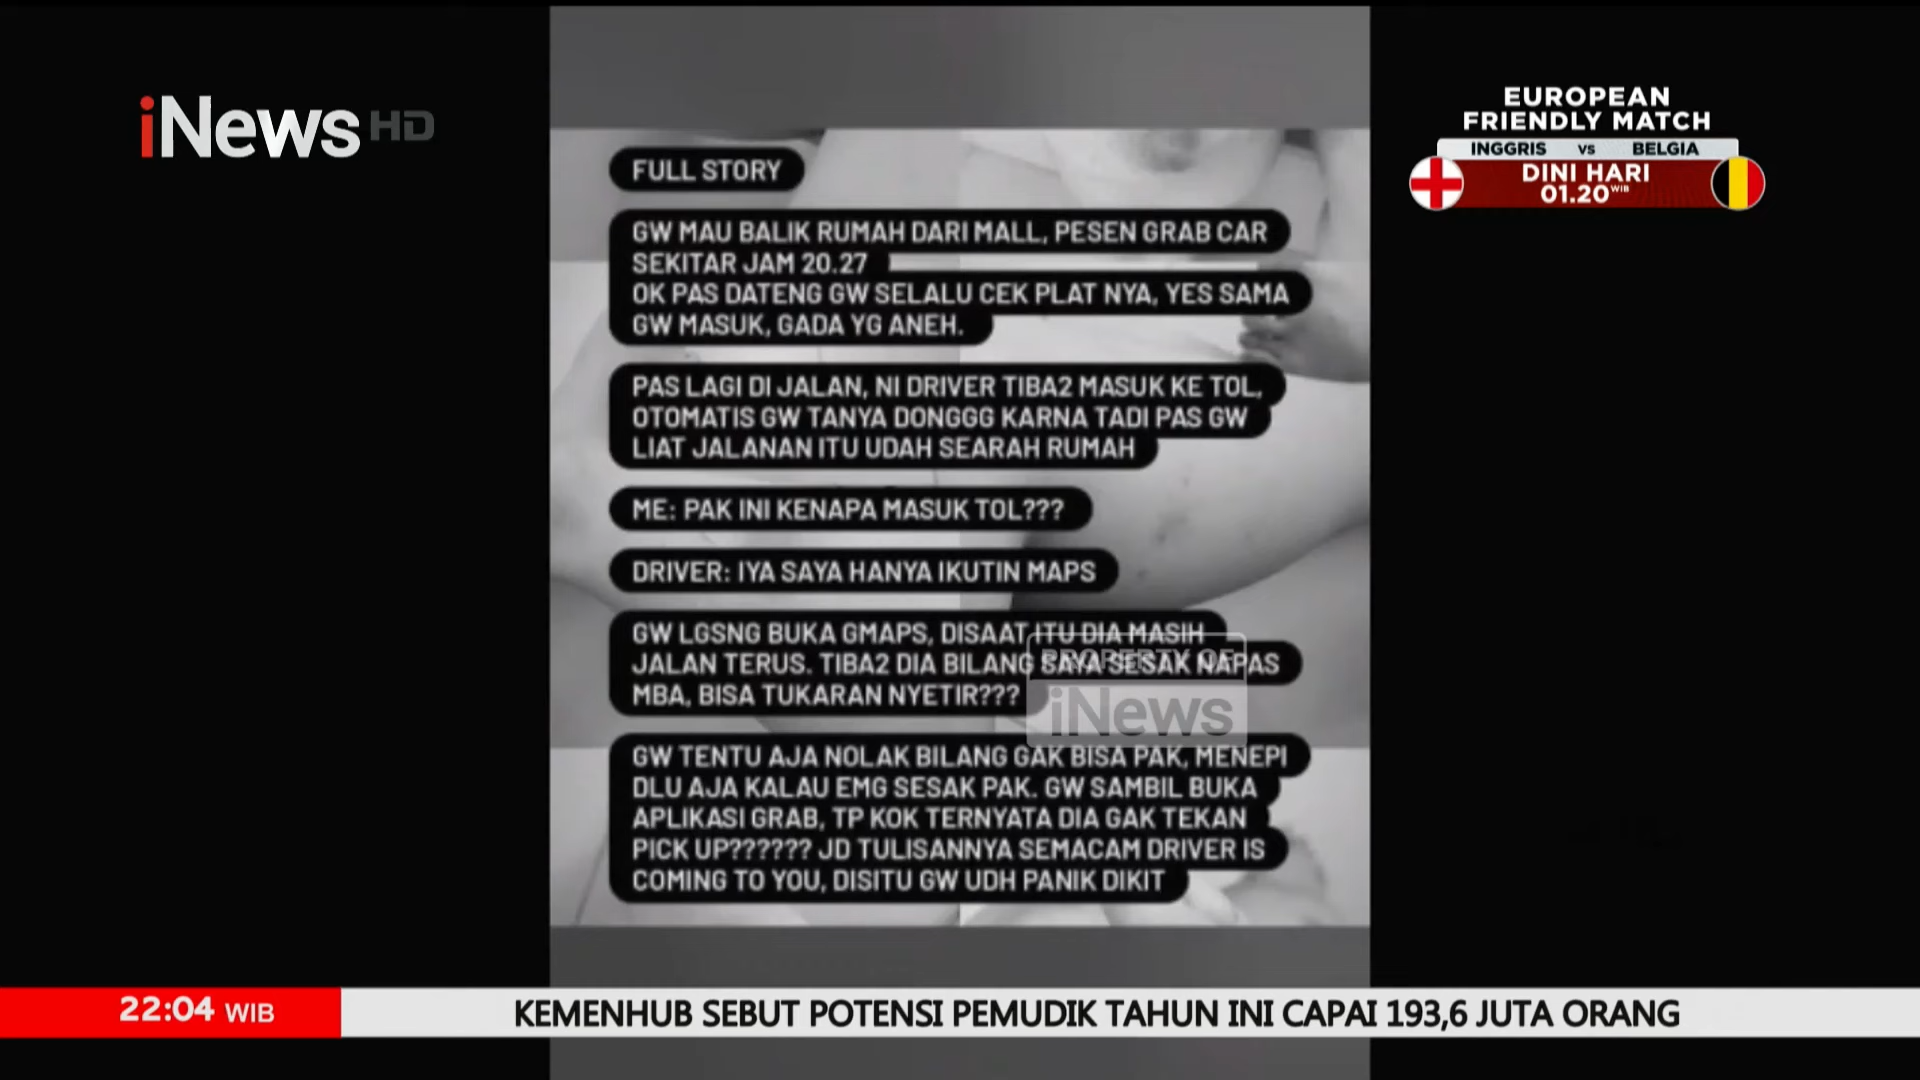 iNews HD
EUROPEAN
FRIENDLY MATCH
INGGRIS vs BELGIA
DINI HARI
01.20 WIB
FULL STORY
GW MAU BALIK RUMAH DARI MALL, PESEN GRAB CAR
SEKITAR JAM 20.27
OK PAS DATENG GW SELALU CEK PLAT NYA, YES SAMA
GW MASUK, GADA YG ANEH.
PAS LAGI DI JALAN, NI DRIVER TIBA2 MASUK KE TOL,
OTOMATIS GW TANYA DONGGG KARNA TADI PAS GW
LIAT JALANAN ITU UDAH SEARAH RUMAH
ME: PAK INI KENAPA MASUK TOL???
DRIVER: IYA SAYA HANYA IKUTIN MAPS
GW LGSNG BUKA GMAPS, DISAAT ITU DIA MASIH
JALAN TERUS. TIBA2 DIA BILANG SAYA SESAK NAPAS
MBA, BISA TUKARAN NYETIR???
PROPERTY OF
iNews
GW TENTU AJA NOLAK BILANG GAK BISA PAK, MENEPI
DLU AJA KALAU EMG SESAK PAK. GW SAMBIL BUKA
APLIKASI GRAB, TP KOK TERNYATA DIA GAK TEKAN
PICK UP?????? JD TULISANNYA SEMACAM DRIVER IS
COMING TO YOU, DISITU GW UDH PANIK DIKIT
22:04 WIB
KEMENHUB SEBUT POTENSI PEMUDIK TAHUN INI CAPAI 193,6 JUTA ORANG